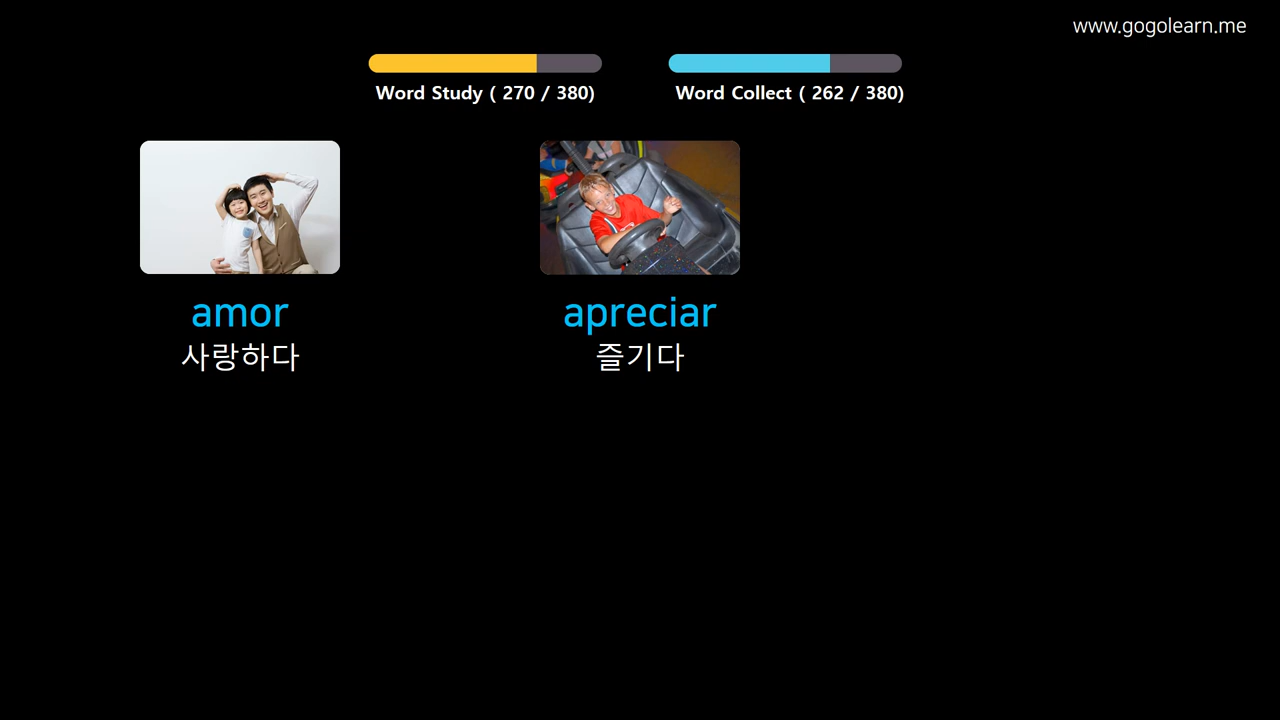 www.gogolearn.me
Word Study ( 270 / 380)
Word Collect ( 262 / 380)
amor
사랑하다
apreciar
즐기다